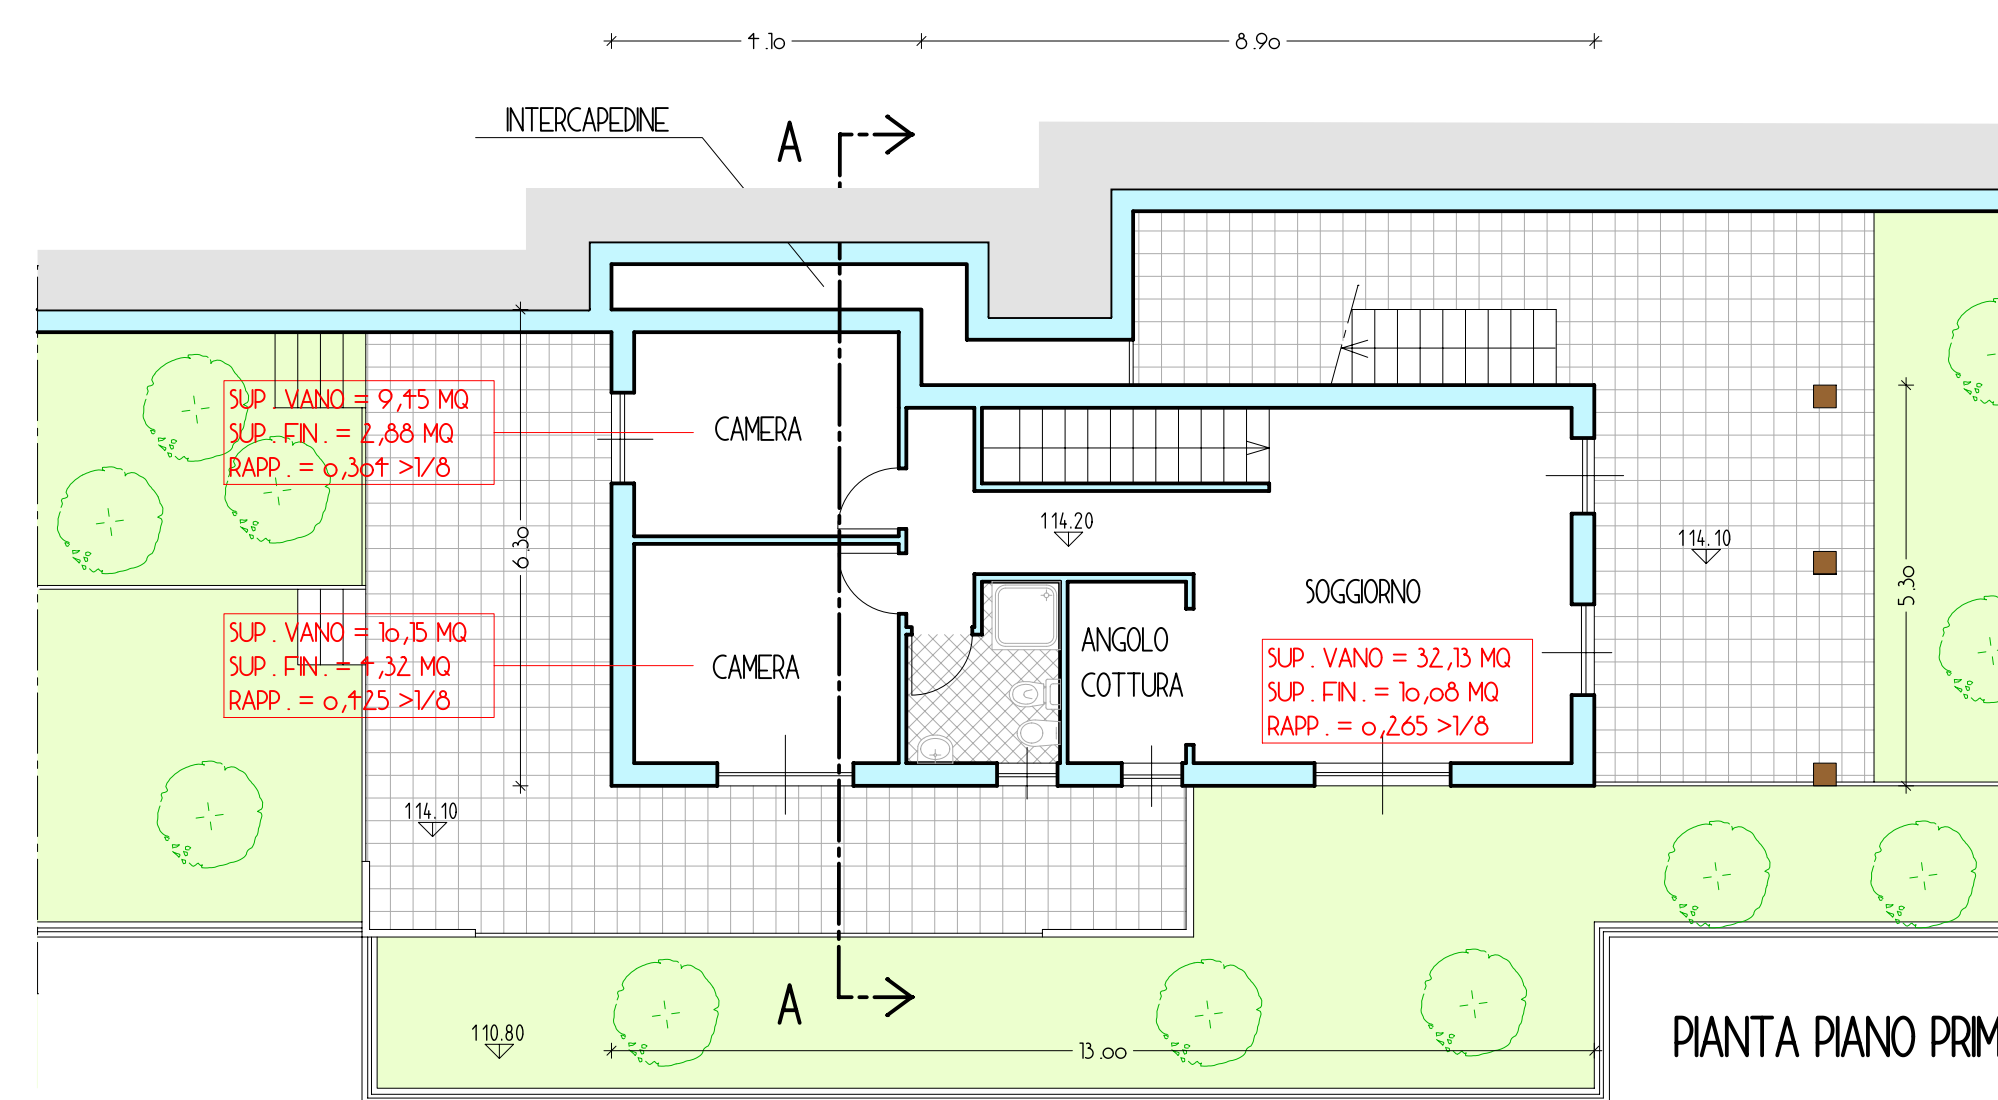 4.10
8.90
INTERCAPEDINE
A
SUP. VANO = 9,45 MQ
SUP. FIN. = 2,88 MQ
RAPP. = 0,304 >1/8
CAMERA
6.30
114.20
114.10
5.30
SOGGIORNO
SUP. VANO = 10,15 MQ
SUP. FIN. = 4,32 MQ
RAPP. = 0,425 >1/8
CAMERA
ANGOLO
COTTURA
SUP. VANO = 32,13 MQ
SUP. FIN. = 10,08 MQ
RAPP. = 0,265 >1/8
114.10
A
110.80
13.00
PIANTA PIANO PRIM